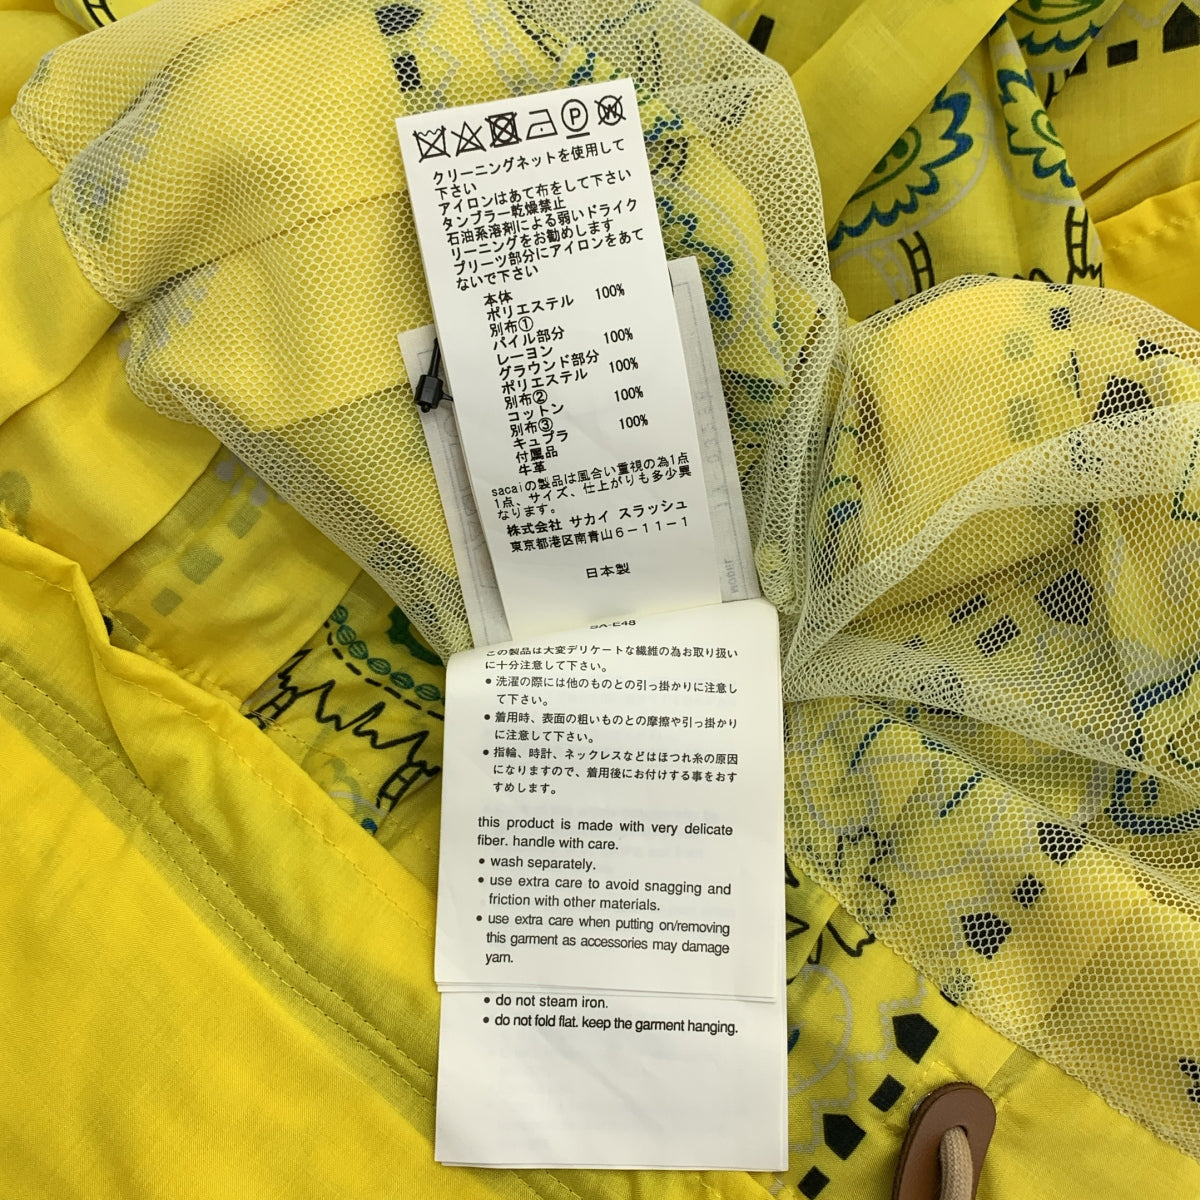 P
W
クリーニングネットを使用して
下さい
アイロンはあて布をして下さい
タンブラー乾燥禁止
石油系溶剤による弱いドライク
リーニングをお勧めします
プリーツ部分にアイロンをあて
ないで下さい
本体
ポリエステル 100%
別布①
パイル部分
レーヨン 100%
グラウンド部分
ポリエステル 100%
別布②
コットン 100%
別布③
キュプラ 100%
付属品
牛革
sacaiの製品は風合い重視の為1点
1点、サイズ、仕上がりも多少異
なります。
株式会社 サカイ スラッシュ
東京都港区南青山6-11-1
日本製
この製品は大変デリケートな繊維の為お取り扱い
に十分注意して下さい。
● 洗濯の際には他のものとの引っ掛かりに注意し
て下さい。
● 着用時、表面の粗いものとの摩擦や引っ掛かり
に注意して下さい。
● 指輪、時計、ネックレスなどはほつれ糸の原因
になりますので、着用後にお付けする事をおす
すめします。
this product is made with very delicate
fiber. handle with care.
● wash separately.
● use extra care to avoid snagging and
friction with other materials.
● use extra care when putting on/removing
this garment as accessories may damage
yarn.
● do not steam iron.
● do not fold flat. keep the garment hanging.
MODEL